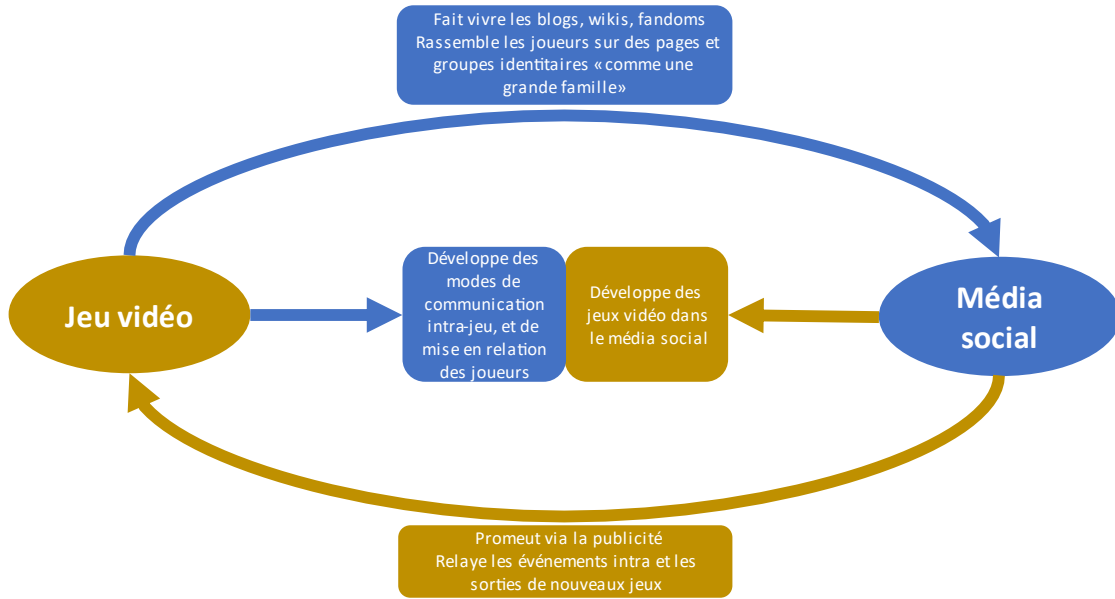 Fait vivre les blogs, wikis, fandoms
Rassemble les joueurs sur des pages et
groupes identitaires «comme une
grande famille»
Jeu vidéo
Développe des
modes de
communication
intra-jeu, et de
mise en relation
des joueurs
Développe des
jeux vidéo dans
le média social
Média
social
Promeut via la publicité
Relaye les événements intra et les
sorties de nouveaux jeux